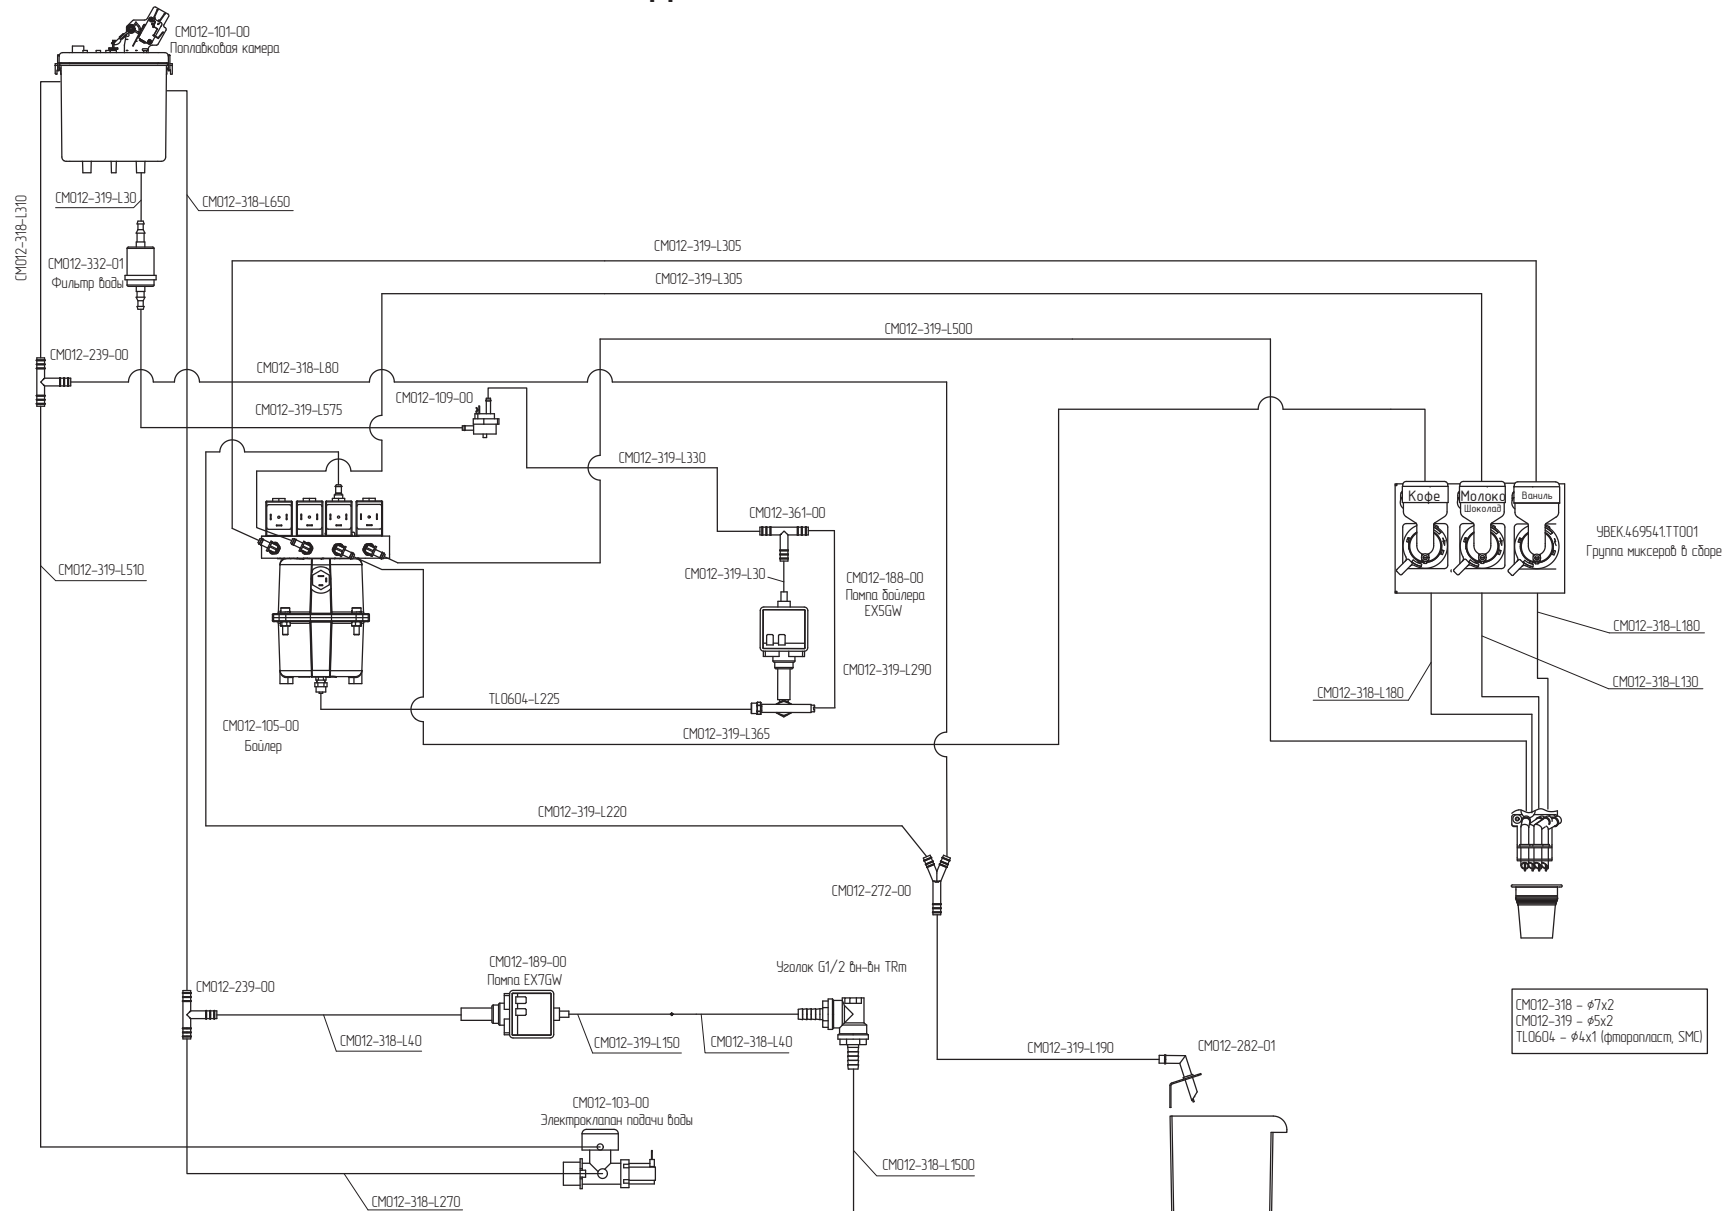 СМ012-101-00
Поплавковая камера
СМ012-318-L310
СМ012-319-L30
СМ012-318-L650
СМ012-332-01
Фильтр воды
СМ012-319-L305
СМ012-319-L305
СМ012-319-L500
СМ012-239-00
СМ012-318-L80
СМ012-109-00
СМ012-319-L575
СМ012-319-L330
СМ012-361-00
Кофе
Молоко
Шоколад
Ваниль
УВЕК.469541.ТТ001
Группа миксеров в сборе
СМ012-319-L510
СМ012-319-L30
СМ012-188-00
Помпа бойлера
EX5GW
СМ012-318-L180
СМ012-319-L290
СМ012-318-L180
СМ012-318-L130
TL0604-L225
СМ012-105-00
Бойлер
СМ012-319-L365
СМ012-319-L220
СМ012-272-00
СМ012-189-00
Помпа EX7GW
Уголок G1/2 вн-вн TRm
СМ012-239-00
СМ012-318-L40
СМ012-319-L150
СМ012-318-L40
СМ012-319-L190
СМ012-282-01
СМ012-318 - ⌀7x2
СМ012-319 - ⌀5x2
TL0604 - ⌀4x1 (фторопласт, SMC)
СМ012-103-00
Электроклапан подачи воды
СМ012-318-L1500
СМ012-318-L270